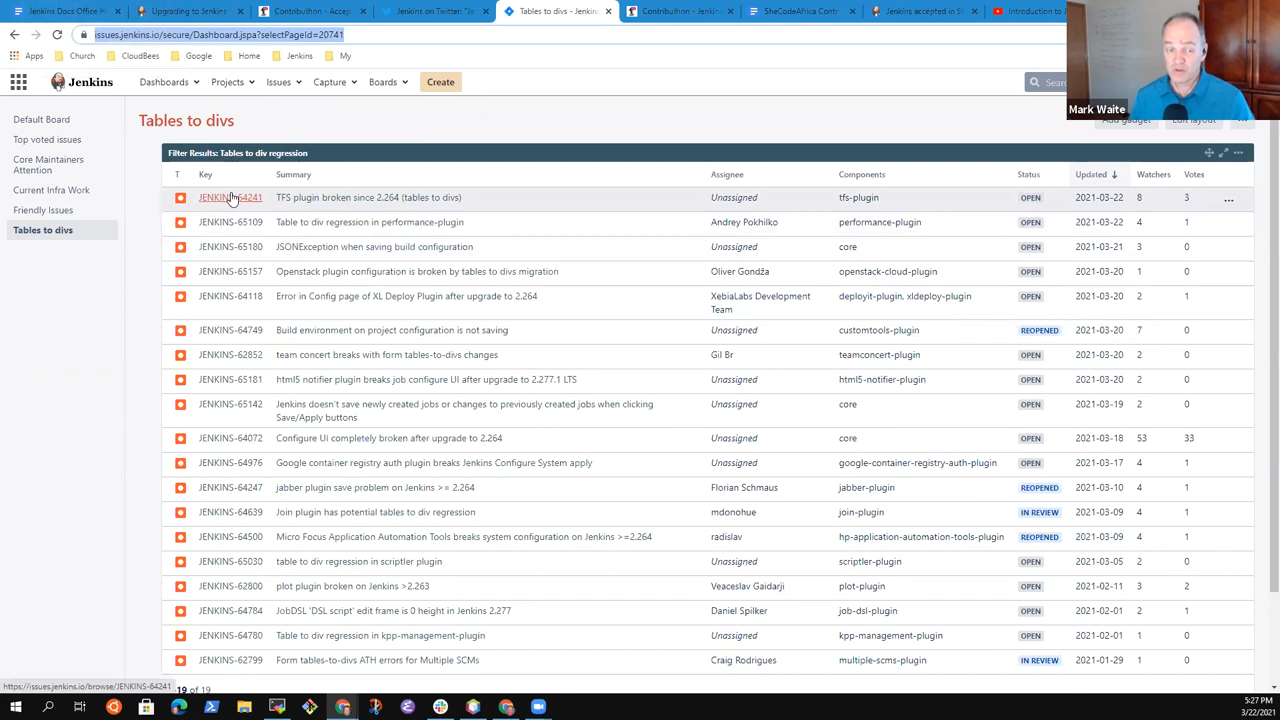 Jenkins Docs Office H
Upgrading to Jenkins
Contributhon - Accep
Jenkins on Twitter: "Je
Tables to divs - Jenkins
Contributhon - Jenkins
SheCodeAfrica Contri
Jenkins accepted in S
Introduction to
issues.jenkins.io/secure/Dashboard.jspa?selectPageId=20741
Apps
Church
CloudBees
Google
Home
Jenkins
My
Jenkins
Dashboards
Projects
Issues
Capture
Boards
Create
Sear
Mark Waite
Default Board
Top voted issues
Core Maintainers
Attention
Current Infra Work
Friendly Issues
Tables to divs
Tables to divs
Add gadget
Edit layout
Filter Results: Tables to div regression
T Key Summary Assignee Components Status Updated Watchers Votes
JENKINS-64241 TFS plugin broken since 2.264 (tables to divs) Unassigned tfs-plugin OPEN 2021-03-22 8 3
JENKINS-65109 Table to div regression in performance-plugin Andrey Pokhilko performance-plugin OPEN 2021-03-22 4 1
JENKINS-65180 JSONException when saving build configuration Unassigned core OPEN 2021-03-21 3 0
JENKINS-65157 Openstack plugin configuration is broken by tables to divs migration Oliver Gondža openstack-cloud-plugin OPEN 2021-03-20 1 0
JENKINS-64118 Error in Config page of XL Deploy Plugin after upgrade to 2.264 XebiaLabs Development deployit-plugin, xldeploy-plugin OPEN 2021-03-20 2 1
Team
JENKINS-64749 Build environment on project configuration is not saving Unassigned customtools-plugin REOPENED 2021-03-20 7 0
JENKINS-62852 team concert breaks with form tables-to-divs changes Gil Br teamconcert-plugin OPEN 2021-03-20 2 0
JENKINS-65181 html5 notifier plugin breaks job configure UI after upgrade to 2.277.1 LTS Unassigned html5-notifier-plugin OPEN 2021-03-20 2 0
JENKINS-65142 Jenkins doesn't save newly created jobs or changes to previously created jobs when clicking Unassigned core OPEN 2021-03-19 2 0
Save/Apply buttons
JENKINS-64072 Configure Ui completely broken after upgrade to 2.264 Unassigned core OPEN 2021-03-18 53 33
JENKINS-64976 Google container registry auth plugin breaks Jenkins Configure System apply Unassigned google-container-registry-auth-plugin OPEN 2021-03-17 4 1
JENKINS-64247 jabber plugin save problem on Jenkins >= 2.264 Florian Schmaus jabber-plugin REOPENED 2021-03-10 4 1
JENKINS-64639 Join plugin has potential tables to div regression mdonohue join-plugin IN REVIEW 2021-03-09 4 1
JENKINS-64500 Micro Focus Application Automation Tools breaks system configuration on Jenkins >=2.264 radislav hp-application-automation-tools-plugin REOPENED 2021-03-09 4 1
JENKINS-65030 table to div regression in scriptler plugin Unassigned scriptler-plugin OPEN 2021-03-05 2 0
JENKINS-62800 plot plugin broken on Jenkins >2.263 Veaceslav Gaidarji plot-plugin OPEN 2021-02-11 3 2
JENKINS-64784 JobDSL 'DSL script' edit frame is 0 height in Jenkins 2.277 Daniel Spilker job-dsl-plugin OPEN 2021-02-01 2 1
JENKINS-64780 Table to div regression in kpp-management-plugin Unassigned kpp-management-plugin OPEN 2021-02-01 1 0
JENKINS-62799 Form tables-to-divs ATH errors for Multiple SCMs Craig Rodrigues multiple-scms-plugin IN REVIEW 2021-01-29 1 0
https://issues.jenkins.io/browse/JENKINS-64241
19 of 19
5:27 PM
3/22/2021